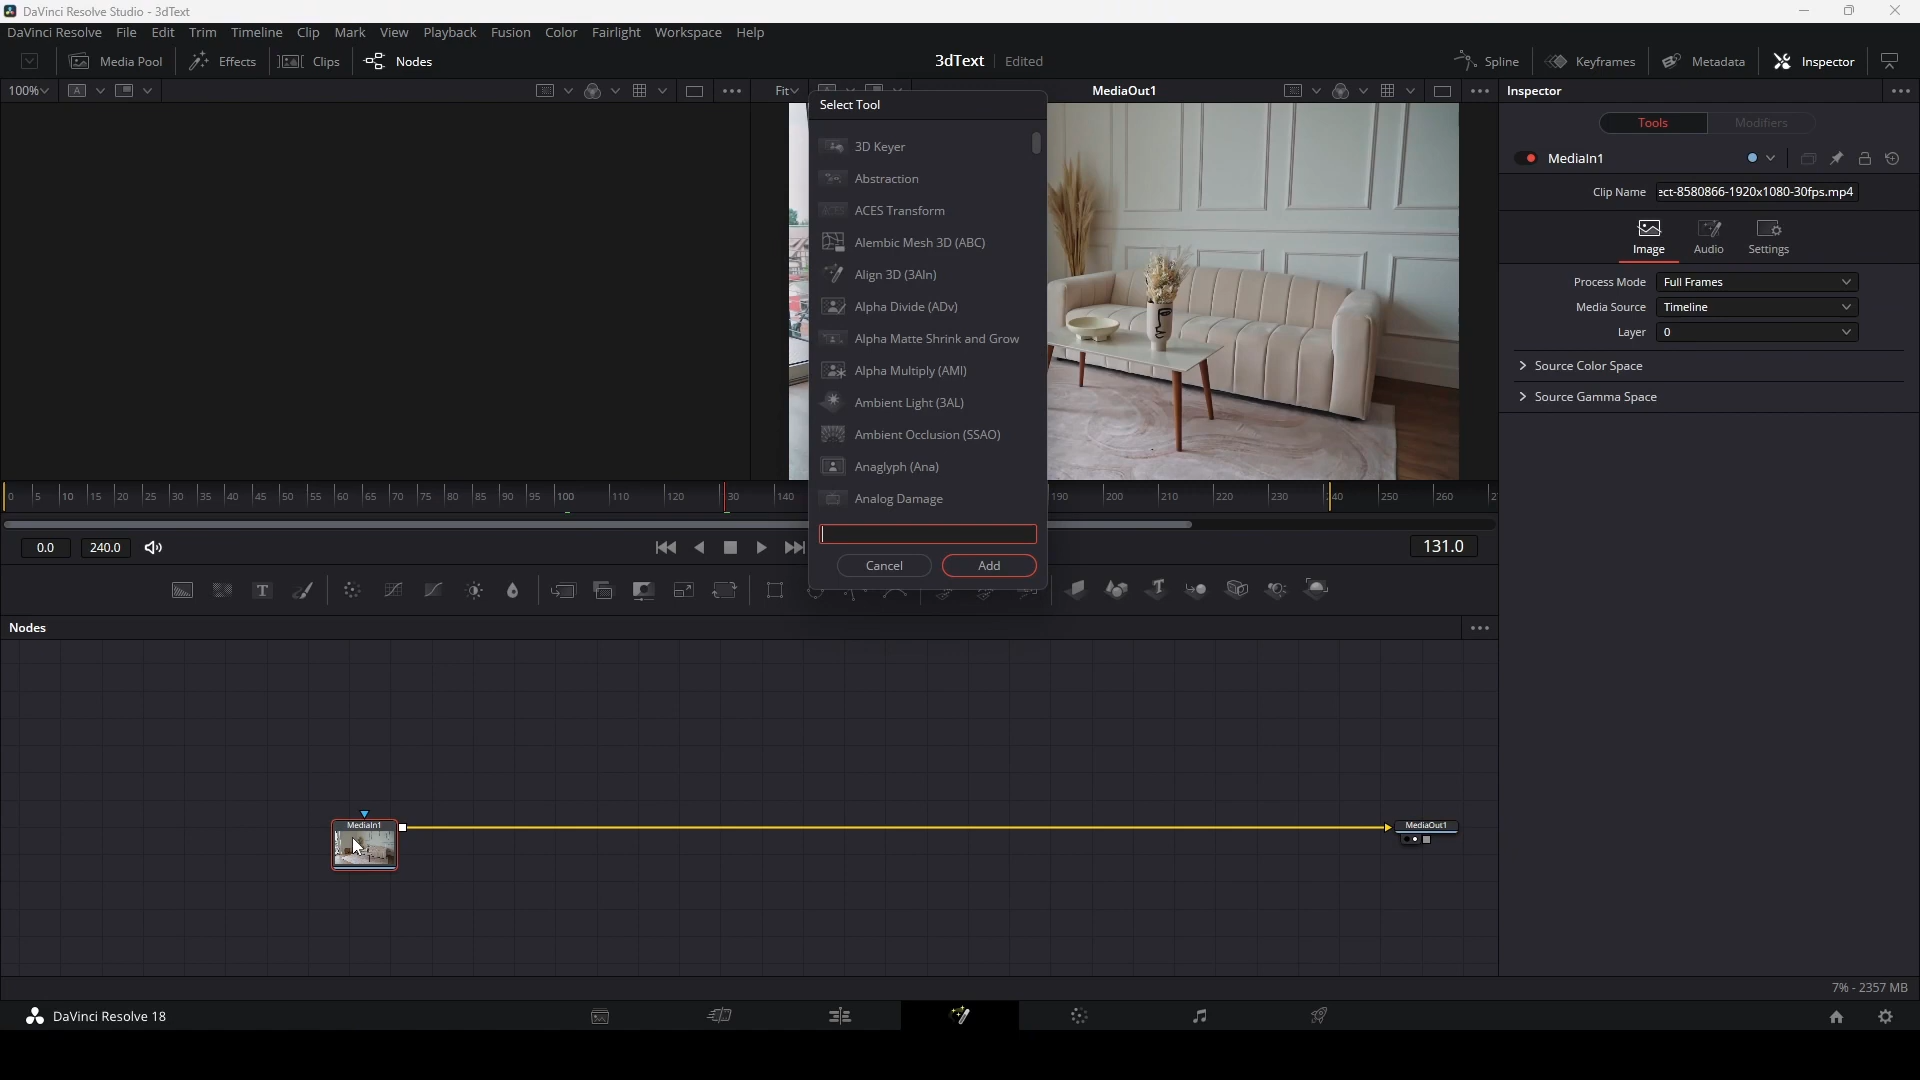 DaVinci Resolve Studio - 3dText
DaVinci Resolve File Edit Trim Timeline Clip Mark View Playback Fusion Color Fairlight Workspace Help
Media Pool Effects Clips Nodes 3dText Edited Spline Keyframes Metadata Inspector
100% A Fit MediaOut1 Inspector
Select Tool
3D Keyer
Abstraction
ACES Transform
Alembic Mesh 3D (ABC)
Align 3D (3Aln)
Alpha Divide (ADv)
Alpha Matte Shrink and Grow
Alpha Multiply (AMl)
Ambient Light (3AL)
Ambient Occlusion (SSAO)
Anaglyph (Ana)
Analog Damage
Cancel Add
Tools Modifiers
MediaIn1
Clip Name ect-8580866-1920x1080-30fps.mp4
Image Audio Settings
Process Mode Full Frames
Media Source Timeline
Layer 0
Source Color Space
Source Gamma Space
0 5 10 15 20 25 30 35 40 45 50 55 60 65 70 75 80 85 90 95 100 110 120 30 140 190 200 210 220 230 40 250 260 2
0.0 240.0 131.0
Nodes
MediaIn1
MediaOut1
7% - 2357 MB
DaVinci Resolve 18